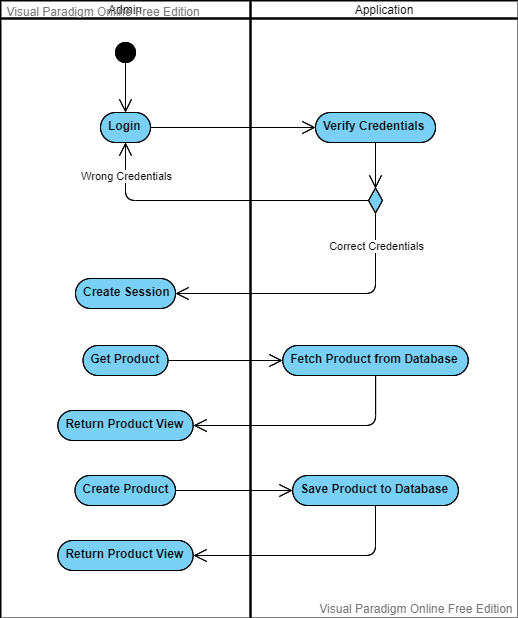 Admin
Application
Visual Paradigm Online Free Edition
Login
Verify Credentials
Wrong Credentials
Correct Credentials
Create Session
Get Product
Fetch Product from Database
Return Product View
Create Product
Save Product to Database
Return Product View
Visual Paradigm Online Free Edition